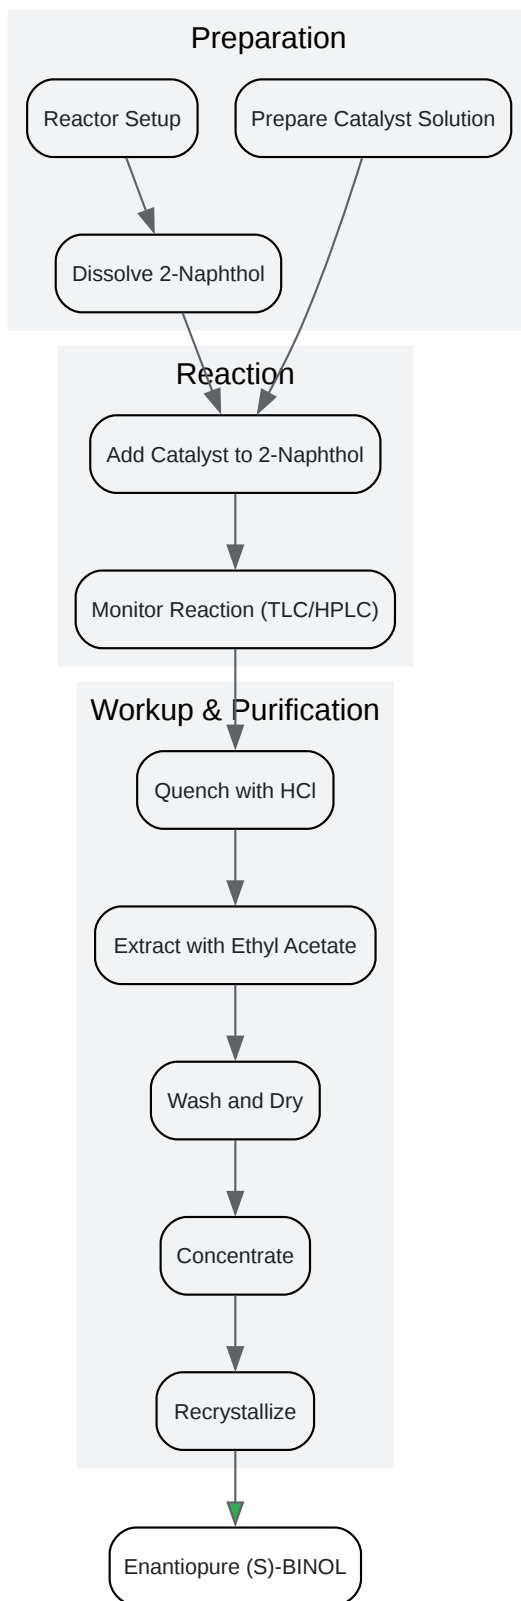 Preparation
Reactor Setup
Prepare Catalyst Solution
Dissolve 2-Naphthol
Reaction
Add Catalyst to 2-Naphthol
Monitor Reaction (TLC/HPLC)
Workup & Purification
Quench with HCl
Extract with Ethyl Acetate
Wash and Dry
Concentrate
Recrystallize
Enantiopure (S)-BINOL